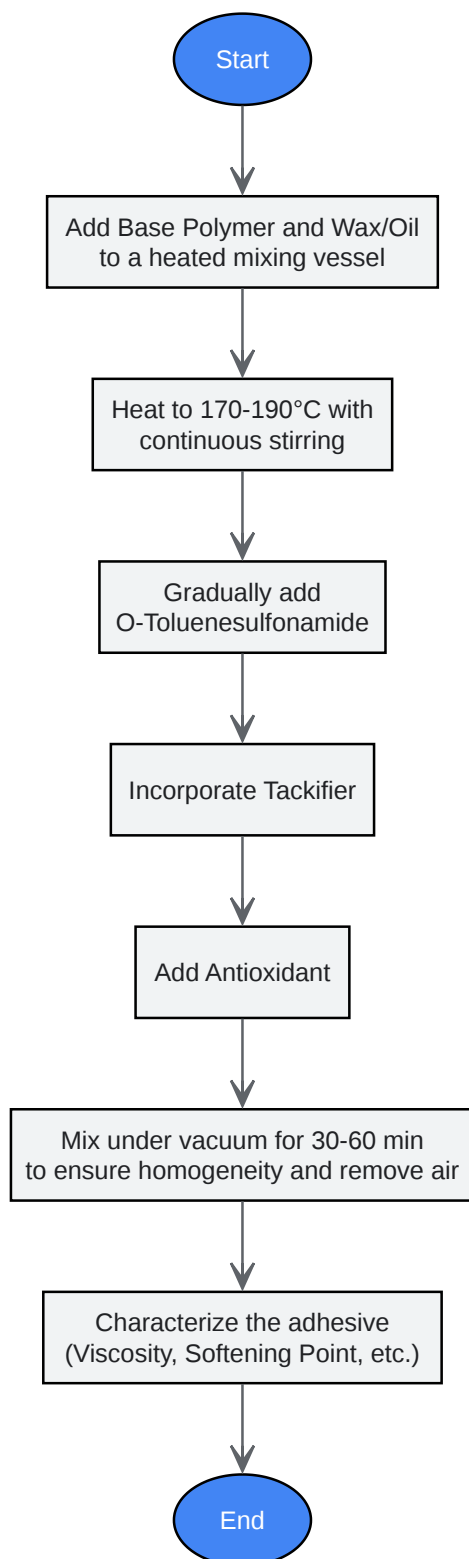 Start
Add Base Polymer and Wax/Oil
to a heated mixing vessel
Heat to 170-190°C with
continuous stirring
Gradually add
O-Toluenesulfonamide
Incorporate Tackifier
Add Antioxidant
Mix under vacuum for 30-60 min
to ensure homogeneity and remove air
Characterize the adhesive
(Viscosity, Softening Point, etc.)
End